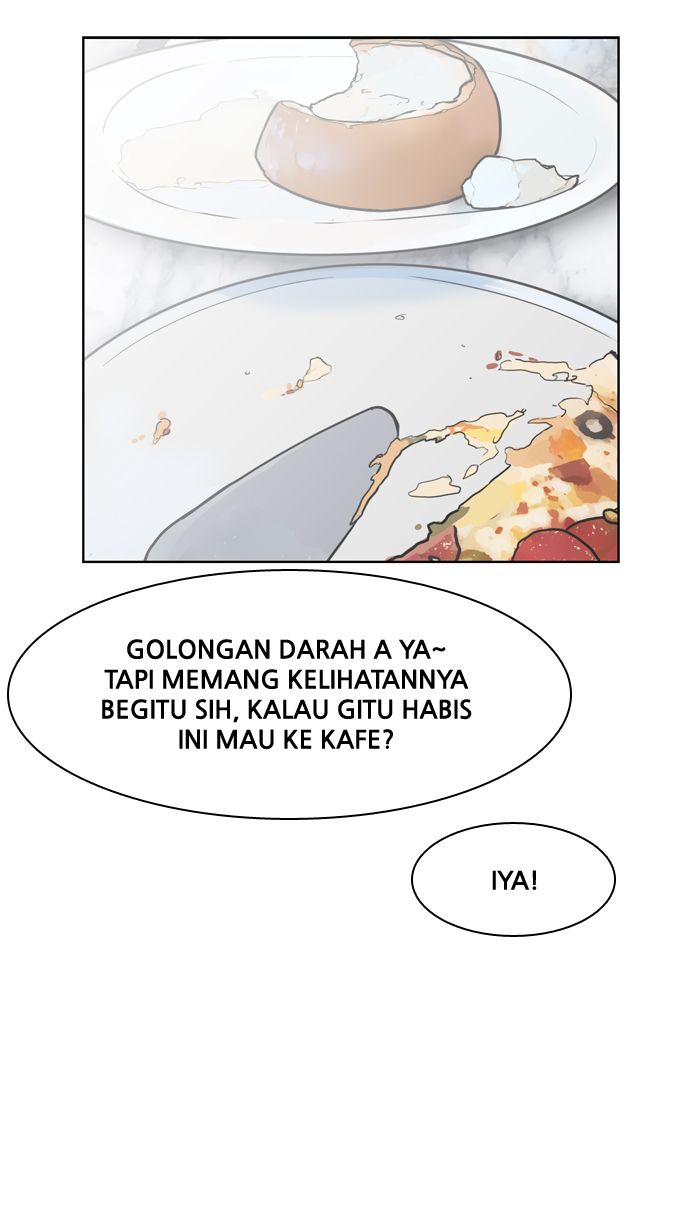 GOLONGAN DARAH A YA~
TAPI MEMANG KELIHATANNYA
BEGITU SIH, KALAU GITU HABIS
INI MAU KE KAFE?
IYA!